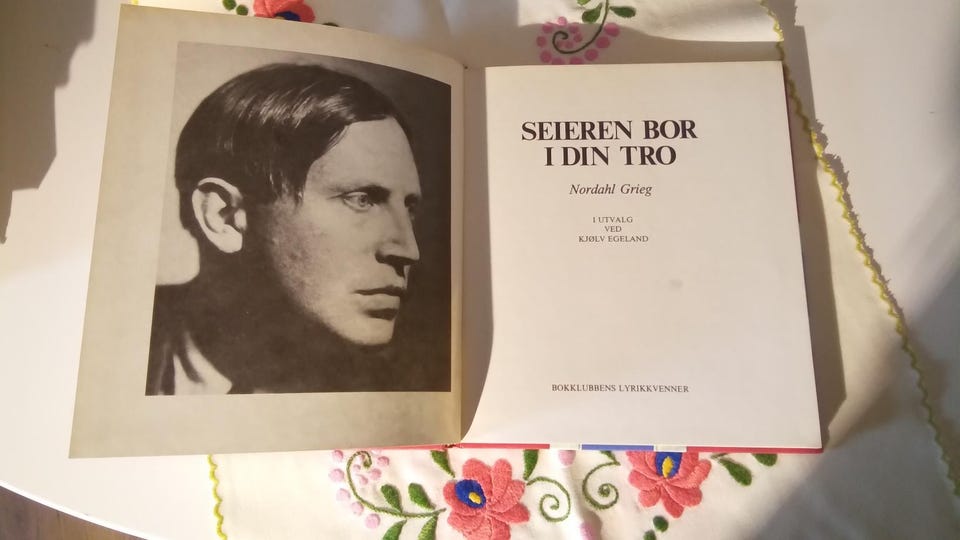 SEIEREN BOR
I DIN TRO
Nordahl Grieg
I UTVALG
VED
KJØLV EGELAND
BOKKLUBBENS LYRIKKVENNER